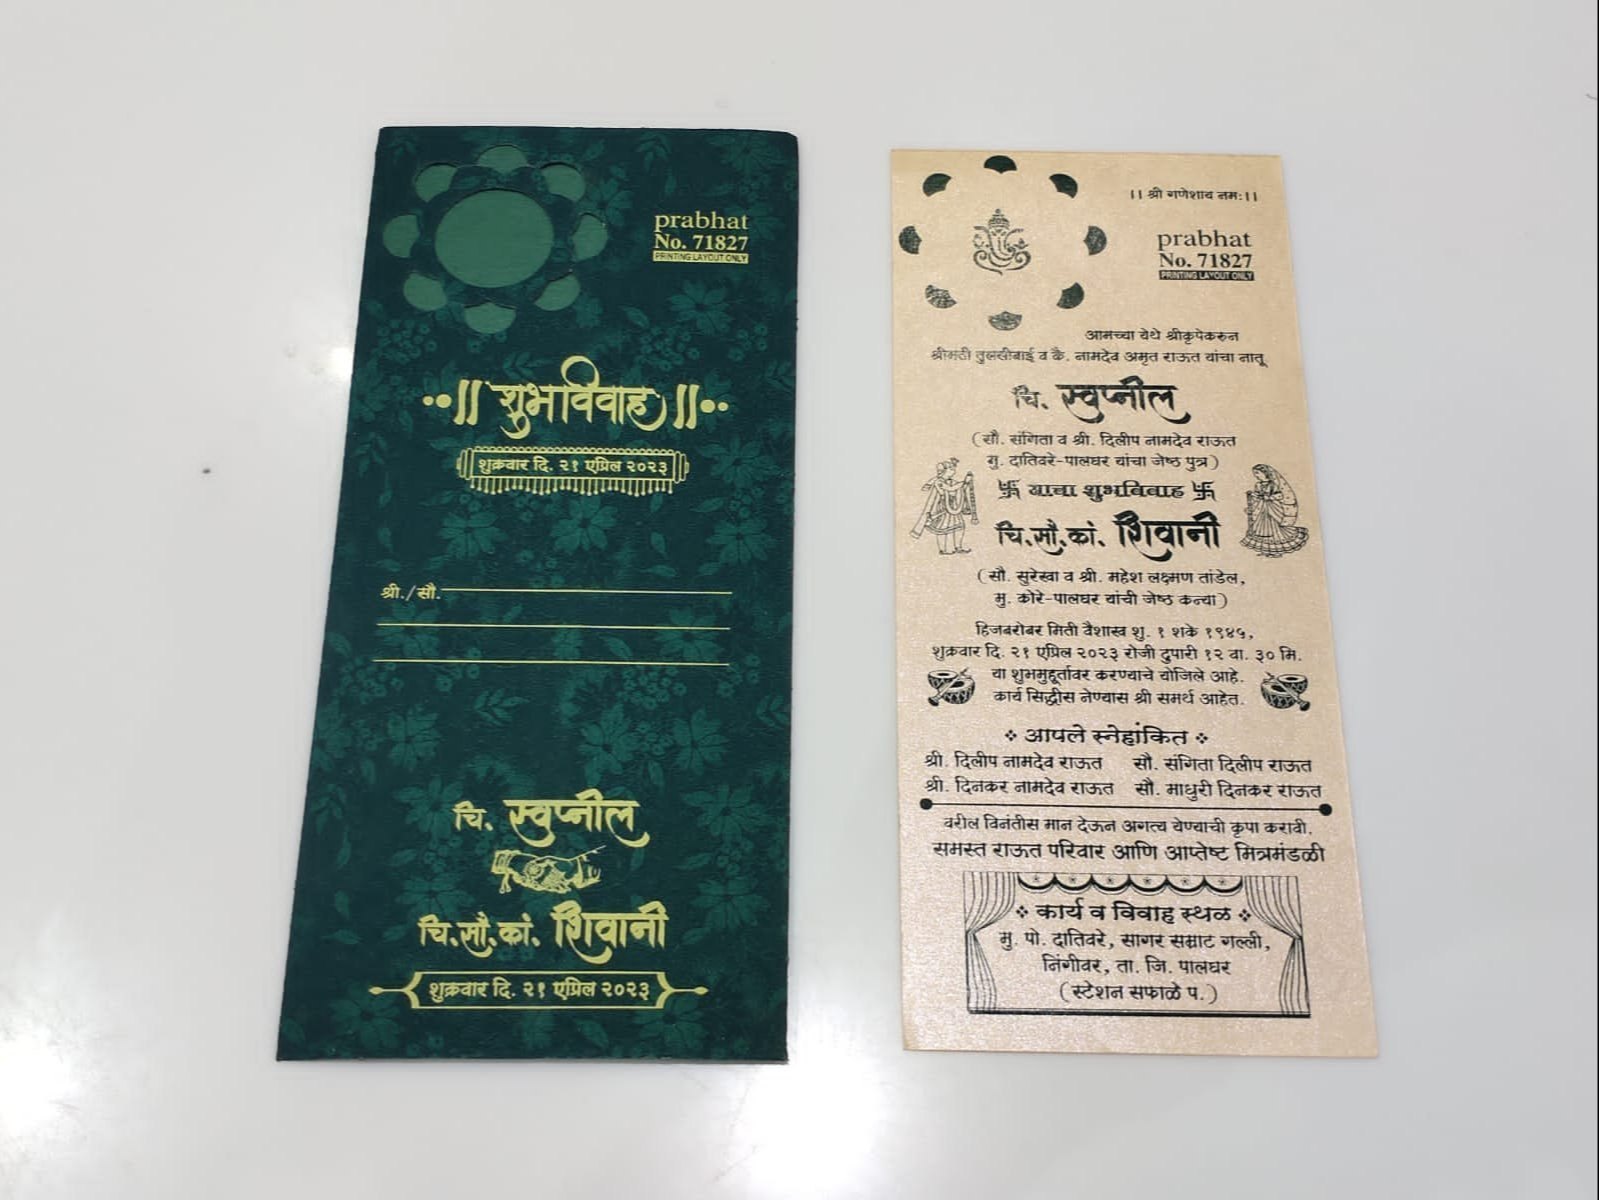 prabhat
No. 71827
PRINTING LAYOUT ONLY
।। शुभविवाह ।।
शुक्रवार दि. २१ एप्रिल २०२३
श्री./सौ.
चि. स्वप्नील
चि.सौ.कां. शिवानी
शुक्रवार दि. २१ एप्रिल २०२३
।। श्री गणेशाय नमः।।
prabhat
No. 71827
PRINTING LAYOUT ONLY
आमच्या येथे श्रीकृपेकरुन
श्रीमती तुळशीबाई व कै. नामदेव अमृत राऊत यांचा नातू
चि. स्वप्नील
(सौ. संगिता व श्री. दिलीप नामदेव राऊत
मु. दातिवरे-पालघर यांचा जेष्ठ पुत्र)
卐 याचा शुभविवाह 卐
चि.सौ.कां. शिवानी
(सौ. सुरेखा व श्री. महेश लक्ष्मण तांडेल,
मु. कोरे-पालघर यांची जेष्ठ कन्या)
हिजबरोबर मिती वैशाख शु. १ शके १९४५,
शुक्रवार दि. २१ एप्रिल २०२३ रोजी दुपारी १२ वा. ३० मि.
या शुभमुहूर्तावर करण्याचे योजिले आहे.
कार्य सिद्धीस नेण्यास श्री समर्थ आहेत.
आपले स्नेहांकित
श्री. दिलीप नामदेव राऊत सौ. संगिता दिलीप राऊत
श्री. दिनकर नामदेव राऊत सौ. माधुरी दिनकर राऊत
वरील विनंतीस मान देऊन अगत्य येण्याची कृपा करावी.
समस्त राऊत परिवार आणि आप्तेष्ट मित्रमंडळी
कार्य व विवाह स्थळ
मु. पो. दातिवरे, सागर सम्राट गल्ली,
निंगीवर, ता. जि. पालघर
(स्टेशन सफाळे प.)